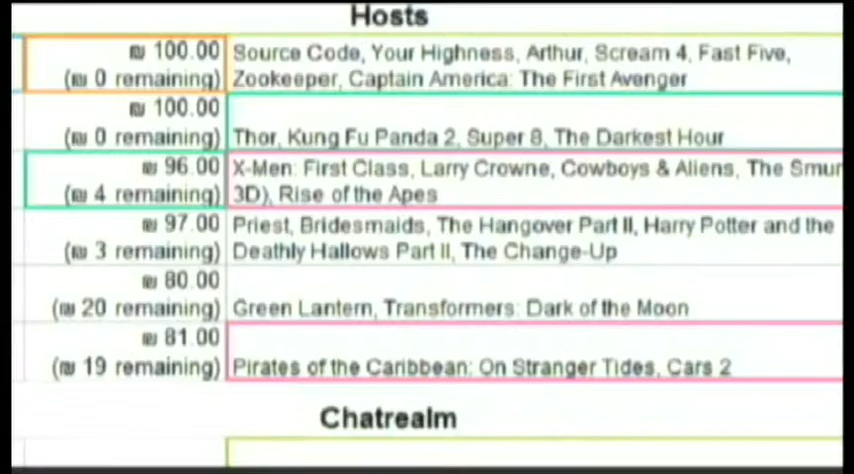 Hosts
₪ 100.00 Source Code, Your Highness, Arthur, Scream 4, Fast Five,
(₪ 0 remaining) Zookeeper, Captain America: The First Avenger
₪ 100.00
(₪ 0 remaining) Thor, Kung Fu Panda 2, Super 8, The Darkest Hour
₪ 96.00 X-Men: First Class, Larry Crowne, Cowboys & Aliens, The Smur
(₪ 4 remaining) 3D), Rise of the Apes
₪ 97.00 Priest, Bridesmaids, The Hangover Part II, Harry Potter and the
(₪ 3 remaining) Deathly Hallows Part II, The Change-Up
₪ 80.00
(₪ 20 remaining) Green Lantern, Transformers: Dark of the Moon
₪ 81.00
(₪ 19 remaining) Pirates of the Caribbean: On Stranger Tides, Cars 2
Chatrealm